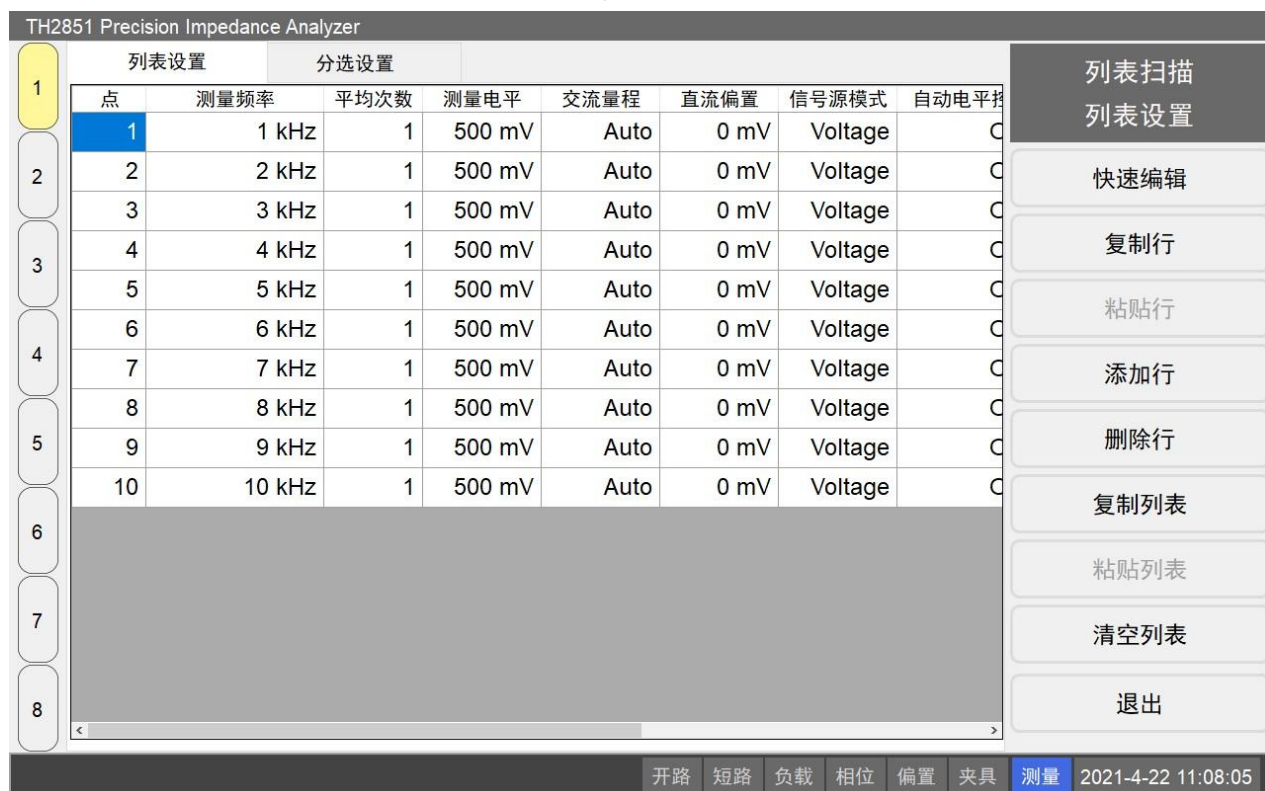 TH2851 Precision Impedance Analyzer
列表设置 分选设置
点 测量频率 平均次数 测量电平 交流量程 直流偏置 信号源模式 自动电平控
1 1 kHz 1 500 mV Auto 0 mV Voltage
2 2 kHz 1 500 mV Auto 0 mV Voltage
3 3 kHz 1 500 mV Auto 0 mV Voltage
4 4 kHz 1 500 mV Auto 0 mV Voltage
5 5 kHz 1 500 mV Auto 0 mV Voltage
6 6 kHz 1 500 mV Auto 0 mV Voltage
7 7 kHz 1 500 mV Auto 0 mV Voltage
8 8 kHz 1 500 mV Auto 0 mV Voltage
9 9 kHz 1 500 mV Auto 0 mV Voltage
10 10 kHz 1 500 mV Auto 0 mV Voltage
1
2
3
4
5
6
7
8
列表扫描
列表设置
快速编辑
复制行
粘贴行
添加行
删除行
复制列表
粘贴列表
清空列表
退出
开路 短路 负载 相位 偏置 夹具 测量 2021-4-22 11:08:05